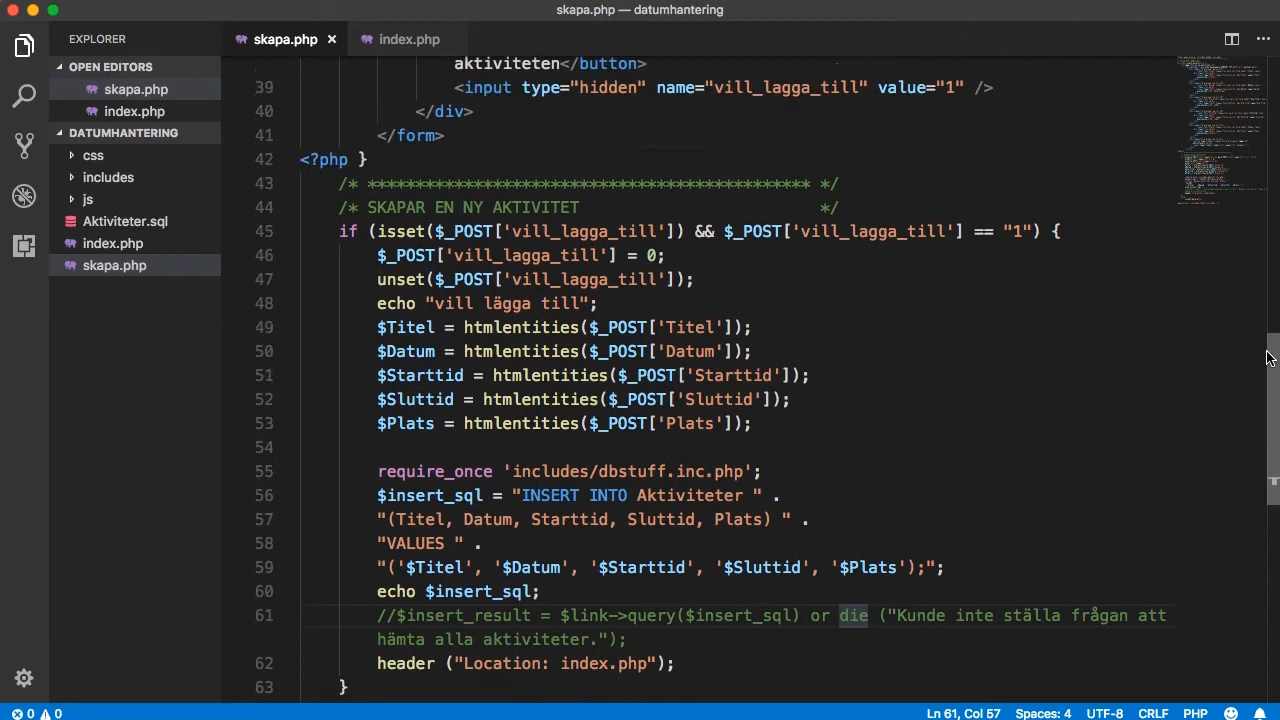 skapa.php — datumhantering
EXPLORER
skapa.php ×
index.php
OPEN EDITORS
skapa.php
index.php
DATUMHANTERING
css
includes
js
Aktiviteter.sql
index.php
skapa.php
aktiviteten</button>
39 <input type="hidden" name="vill_lagga_till" value="1" />
40 </div>
41 </form>
42 <?php }
43 /* ********************************************** */
44 /* SKAPAR EN NY AKTIVITET */
45 if (isset($_POST['vill_lagga_till']) && $_POST['vill_lagga_till'] == "1") {
46 $_POST['vill_lagga_till'] = 0;
47 unset($_POST['vill_lagga_till']);
48 echo "vill lägga till";
49 $Titel = htmlentities($_POST['Titel']);
50 $Datum = htmlentities($_POST['Datum']);
51 $Starttid = htmlentities($_POST['Starttid']);
52 $Sluttid = htmlentities($_POST['Sluttid']);
53 $Plats = htmlentities($_POST['Plats']);
54
55 require_once 'includes/dbstuff.inc.php';
56 $insert_sql = "INSERT INTO Aktiviteter " .
57 "(Titel, Datum, Starttid, Sluttid, Plats) " .
58 "VALUES " .
59 "('$Titel', '$Datum', '$Starttid', '$Sluttid', '$Plats');";
60 echo $insert_sql;
61 //$insert_result = $link->query($insert_sql) or die ("Kunde inte ställa frågan att
hämta alla aktiviteter.");
62 header ("Location: index.php");
63 }
0 0
Ln 61, Col 57 Spaces: 4 UTF-8 CRLF PHP